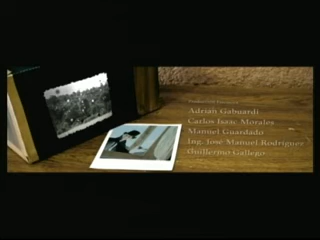 Adrian Gabuardi
Carlos Isaac Morales
Manuel Guardado
Ing. José Manuel Rodríguez
Guillermo Gallego